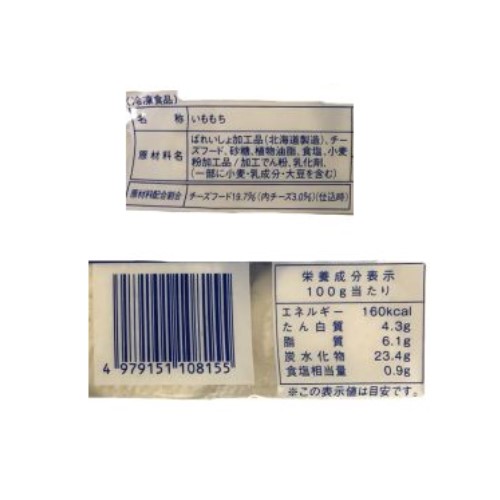 (冷凍食品)
名 称 いももち
原材料名 ばれいしょ加工品(北海道製造)、チー
ズフード、砂糖、植物油脂、食塩、小麦
粉加工品/加工でん粉、乳化剤、
(一部に小麦・乳成分・大豆を含む)
原材料配合割合 チーズフード19.7%(内チーズ3.0%)(仕込時)
4 979151 108155
栄養成分表示
100g当たり
エネルギー 160kcal
たん白質 4.3g
脂質 6.1g
炭水化物 23.4g
食塩相当量 0.9g
※この表示値は目安です。